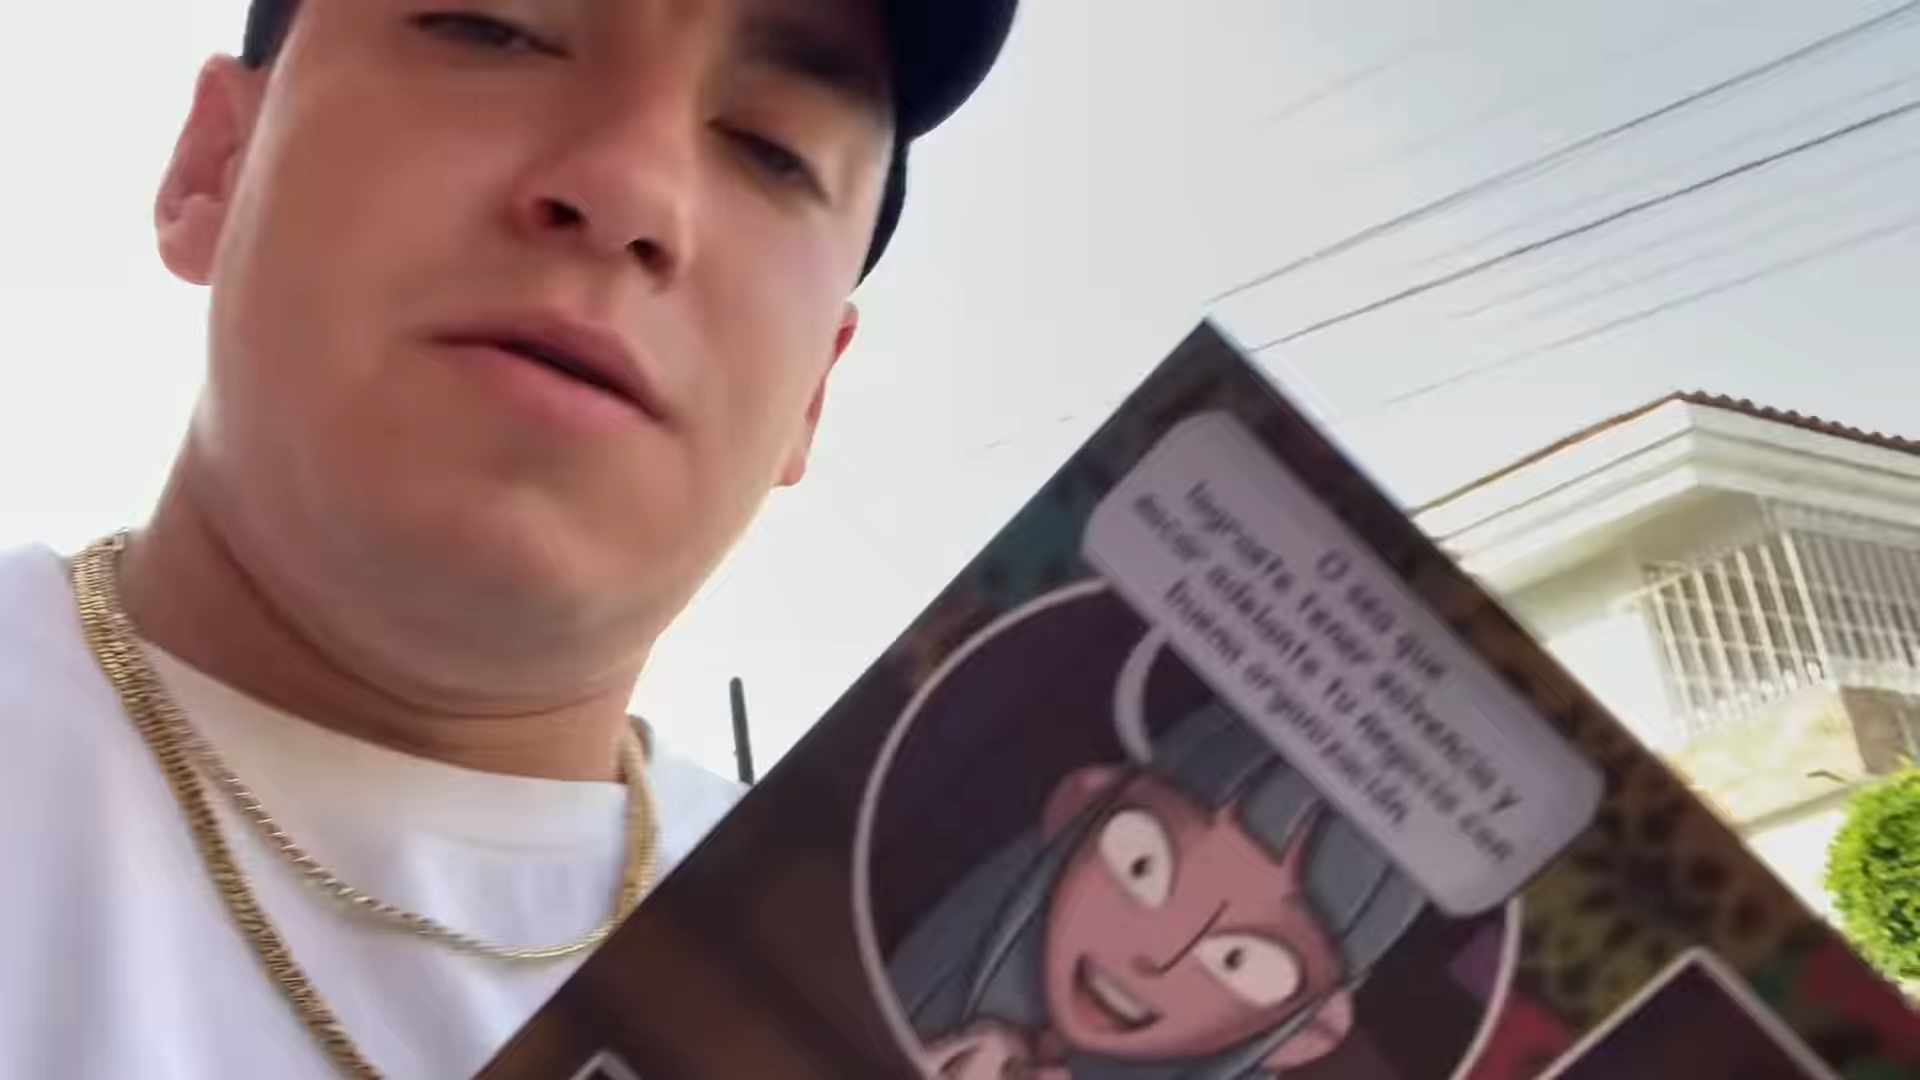 O sea que
lograste tener solvencia y
sacar adelante tu negocio con
buena organización